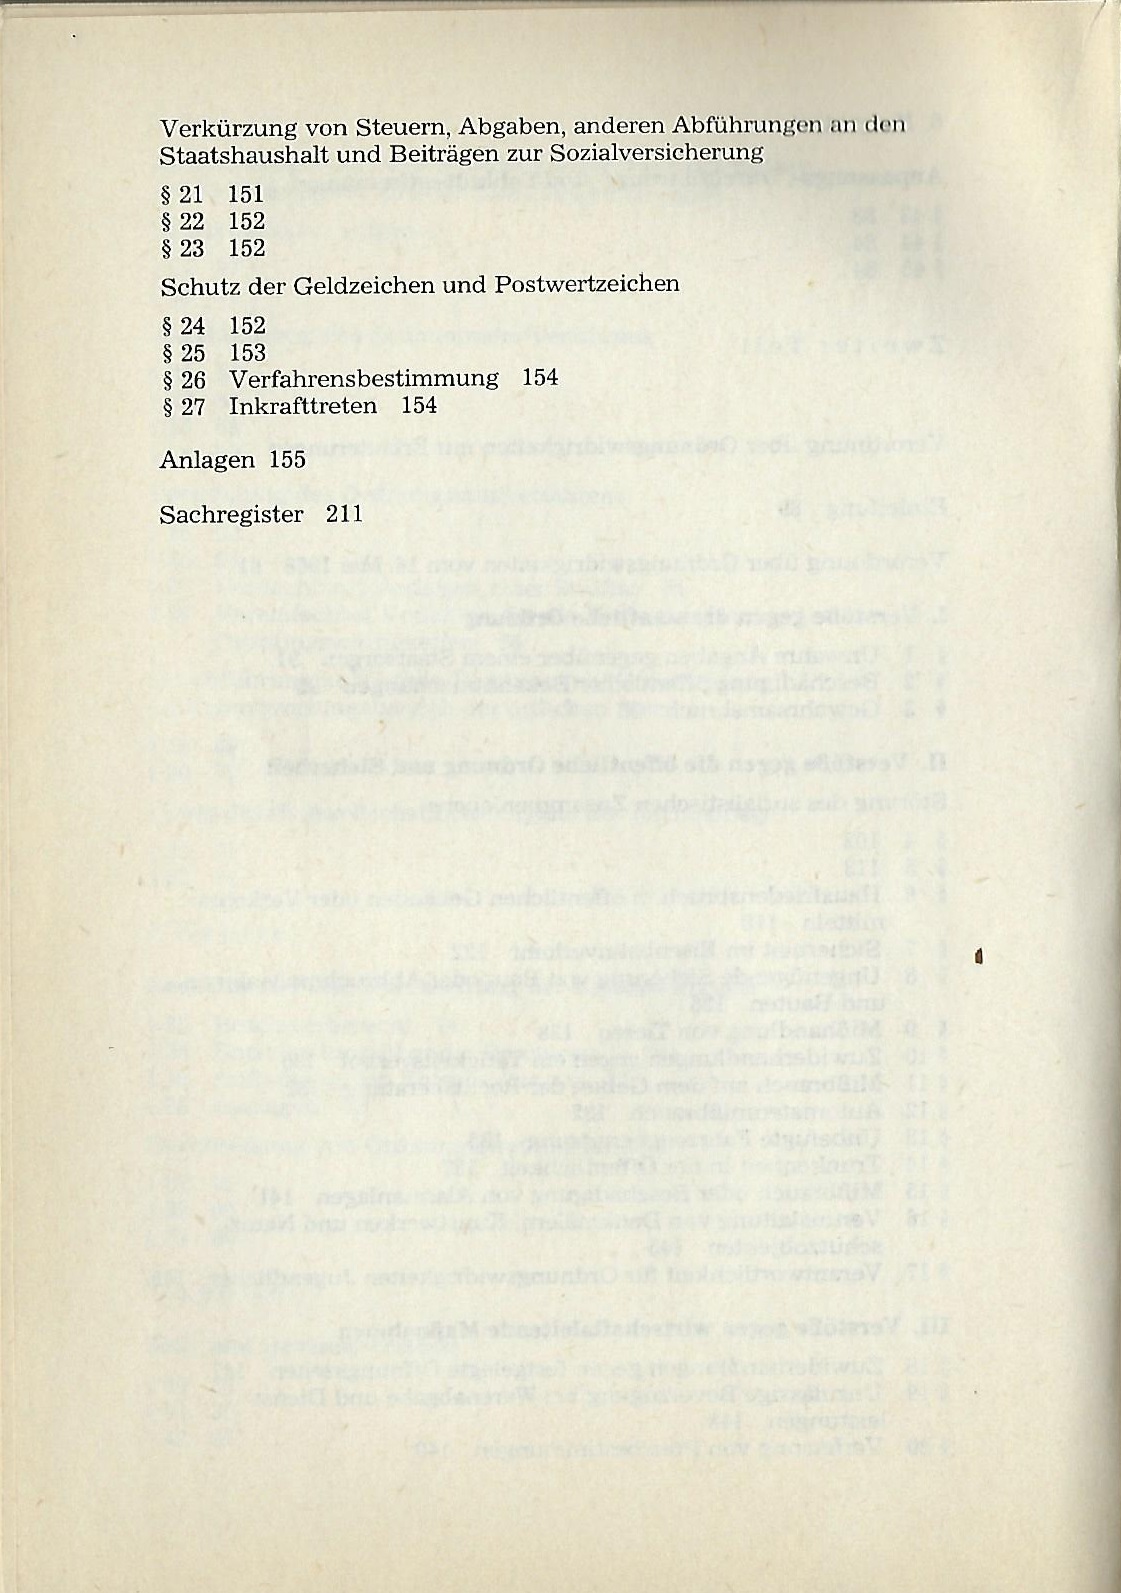 Verkürzung von Steuern, Abgaben, anderen Abführungen an den
Staatshaushalt und Beiträgen zur Sozialversicherung
§ 21 151
§ 22 152
§ 23 152
Schutz der Geldzeichen und Postwertzeichen
§ 24 152
§ 25 153
§ 26 Verfahrensbestimmung 154
§ 27 Inkrafttreten 154
Anlagen 155
Sachregister 211